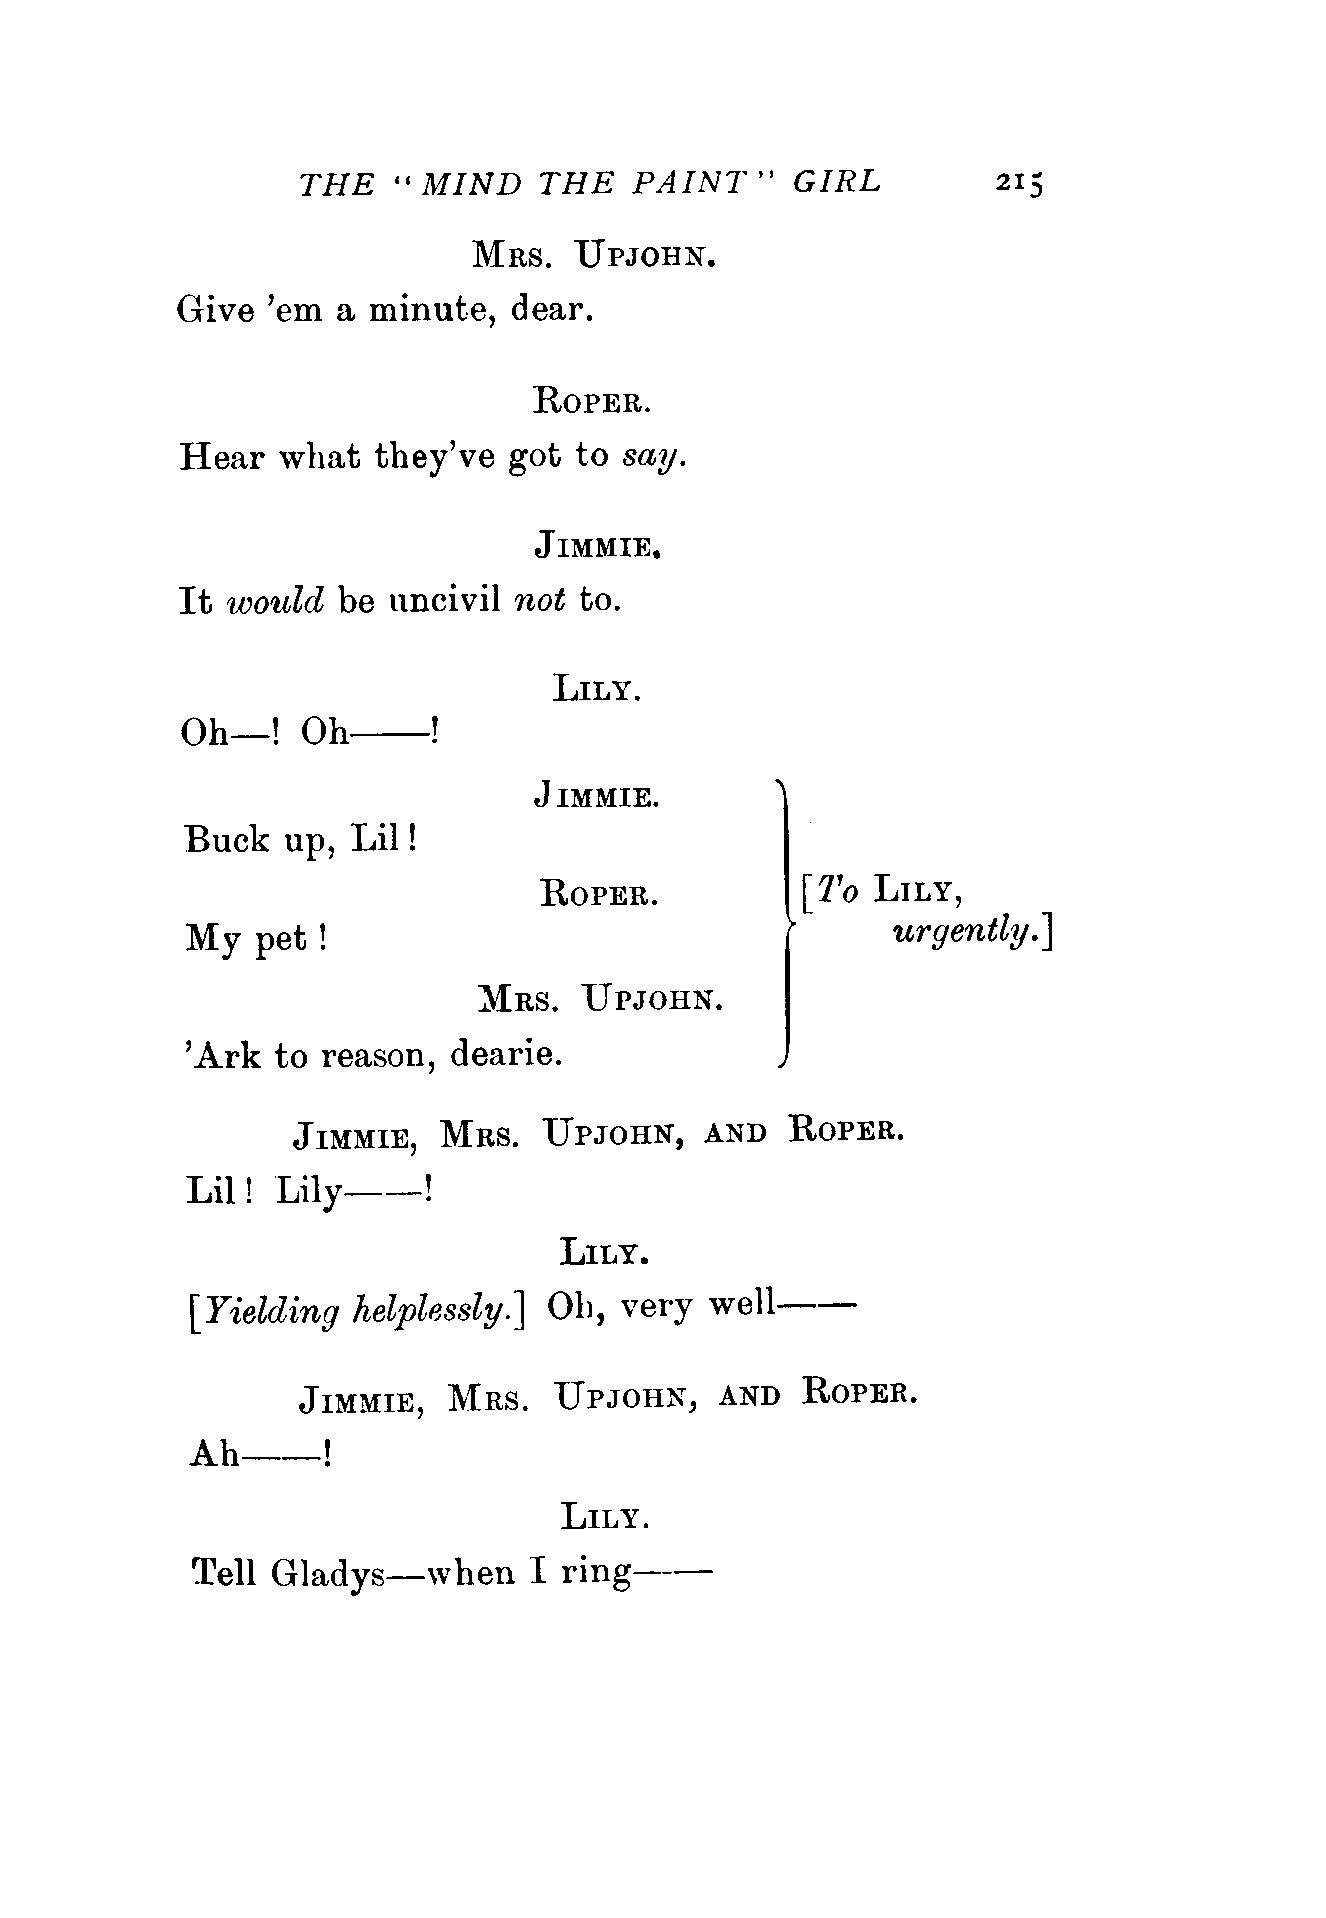 THE “MIND THE PAINT” GIRL 215
MRS. UPJOHN.
Give ’em a minute, dear.
ROPER.
Hear what they’ve got to say.
JIMMIE.
It would be uncivil not to.
LILY.
Oh—! Oh——!
JIMMIE.
Buck up, Lil!
ROPER.
My pet!
MRS. UPJOHN.
’Ark to reason, dearie.
[To LILY,
urgently.]
JIMMIE, MRS. UPJOHN, AND ROPER.
Lil! Lily——!
LILY.
[Yielding helplessly.] Oh, very well——
JIMMIE, MRS. UPJOHN, AND ROPER.
Ah——!
LILY.
Tell Gladys—when I ring——